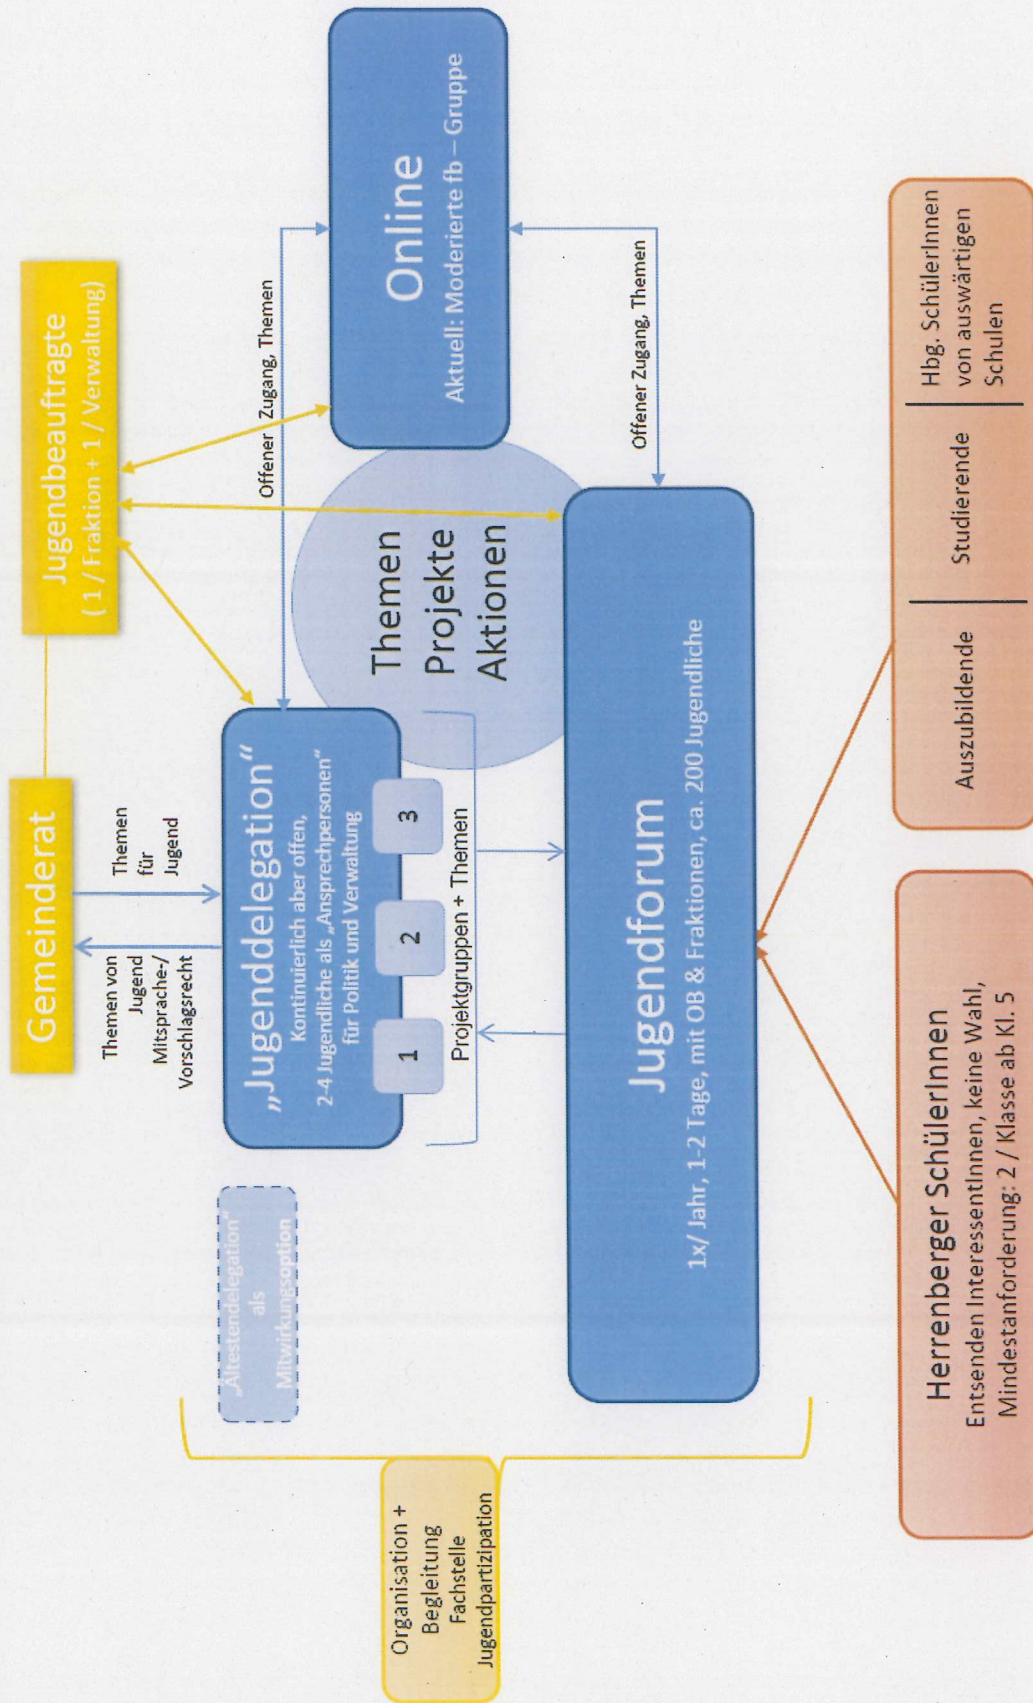 Gemeinderat
Jugendbeauftragte
( 1 / Fraktion + 1 / Verwaltung)
Themen von
Jugend
Mitsprache-/
Vorschlagsrecht
Themen
für
Jugend
„Ältestendelegation“
als
Mitwirkungsoption
„Jugenddelegation“
Kontinuierlich aber offen,
2-4 Jugendliche als „Ansprechpersonen“
für Politik und Verwaltung
1
2
3
Projektgruppen + Themen
Offener Zugang, Themen
Online
Aktuell: Moderierte fb – Gruppe
Themen
Projekte
Aktionen
Offener Zugang, Themen
Organisation +
Begleitung
Fachstelle
Jugendpartizipation
Jugendforum
1x/ Jahr, 1-2 Tage, mit OB & Fraktionen, ca. 200 Jugendliche
Herrenberger SchülerInnen
Entsenden InteressentInnen, keine Wahl,
Mindestanforderung: 2 / Klasse ab Kl. 5
Auszubildende
Studierende
Hbg. SchülerInnen
von auswärtigen
Schulen